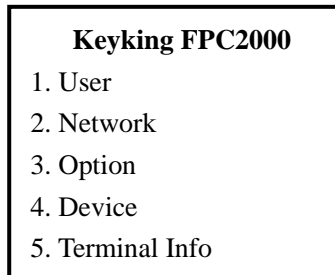 Keyking FPC2000
1. User
2. Network
3. Option
4. Device
5. Terminal Info